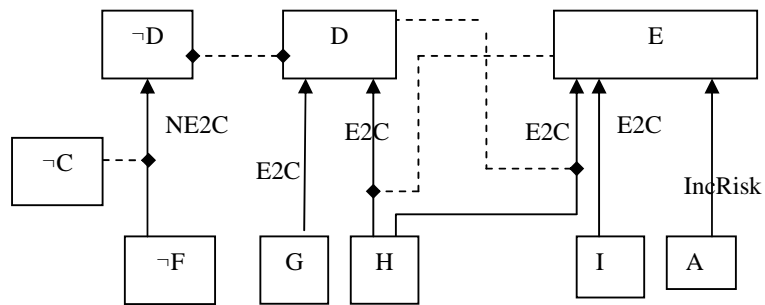 ¬D D E
NE2C E2C E2C E2C
¬C E2C
IncRisk
¬F G H I A